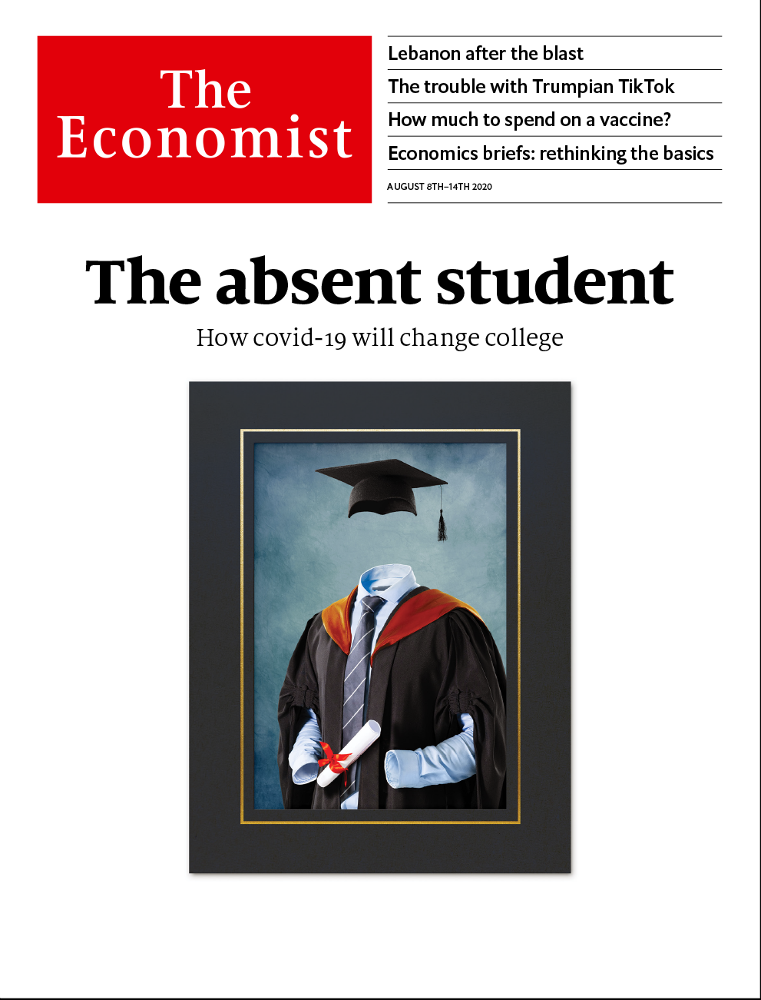 The
Economist
Lebanon after the blast
The trouble with Trumpian TikTok
How much to spend on a vaccine?
Economics briefs: rethinking the basics
AUGUST 8TH–14TH 2020
The absent student
How covid-19 will change college